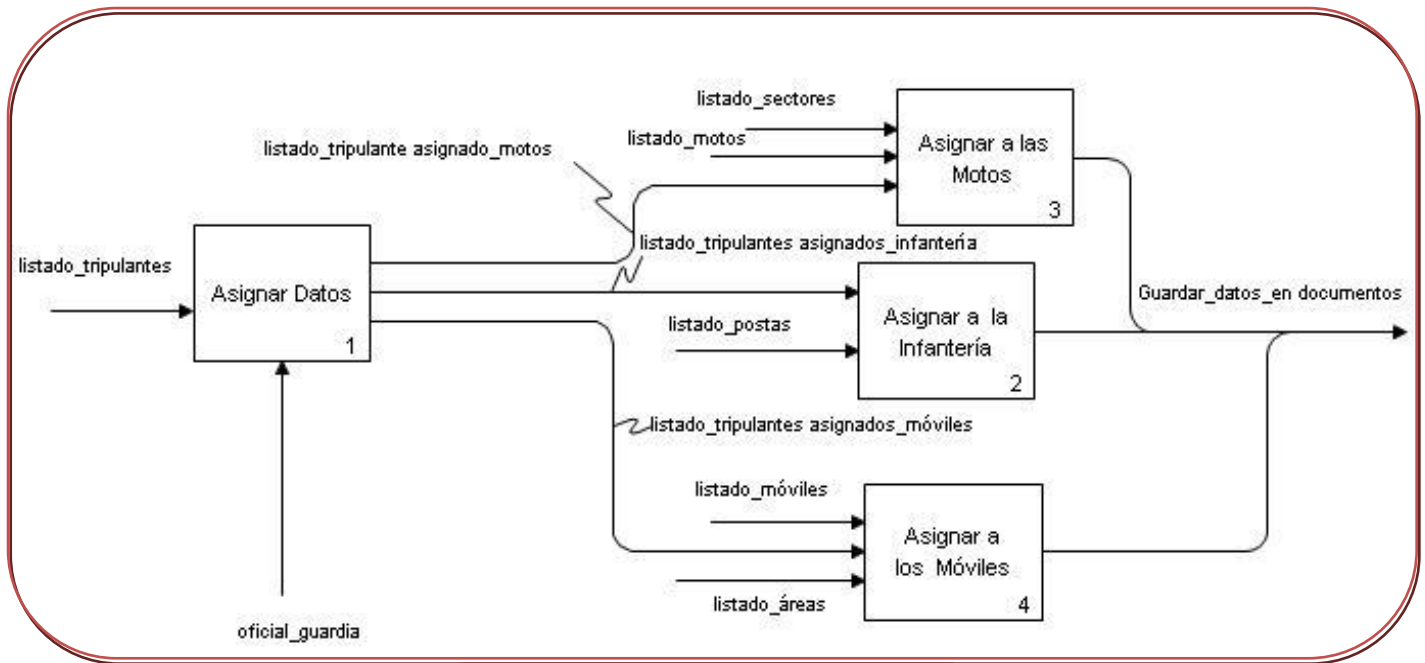 listado_sectores
listado_motos
listado_tripulante asignado_motos
Asignar a las
Motos
3
listado_tripulantes
Asignar Datos
1
listado_tripulantes asignados_infantería
listado_postas
Asignar a la
Infantería
2
Guardar_datos_en documentos
listado_tripulantes asignados_móviles
listado_móviles
Asignar a
los Móviles
4
listado_áreas
oficial_guardia